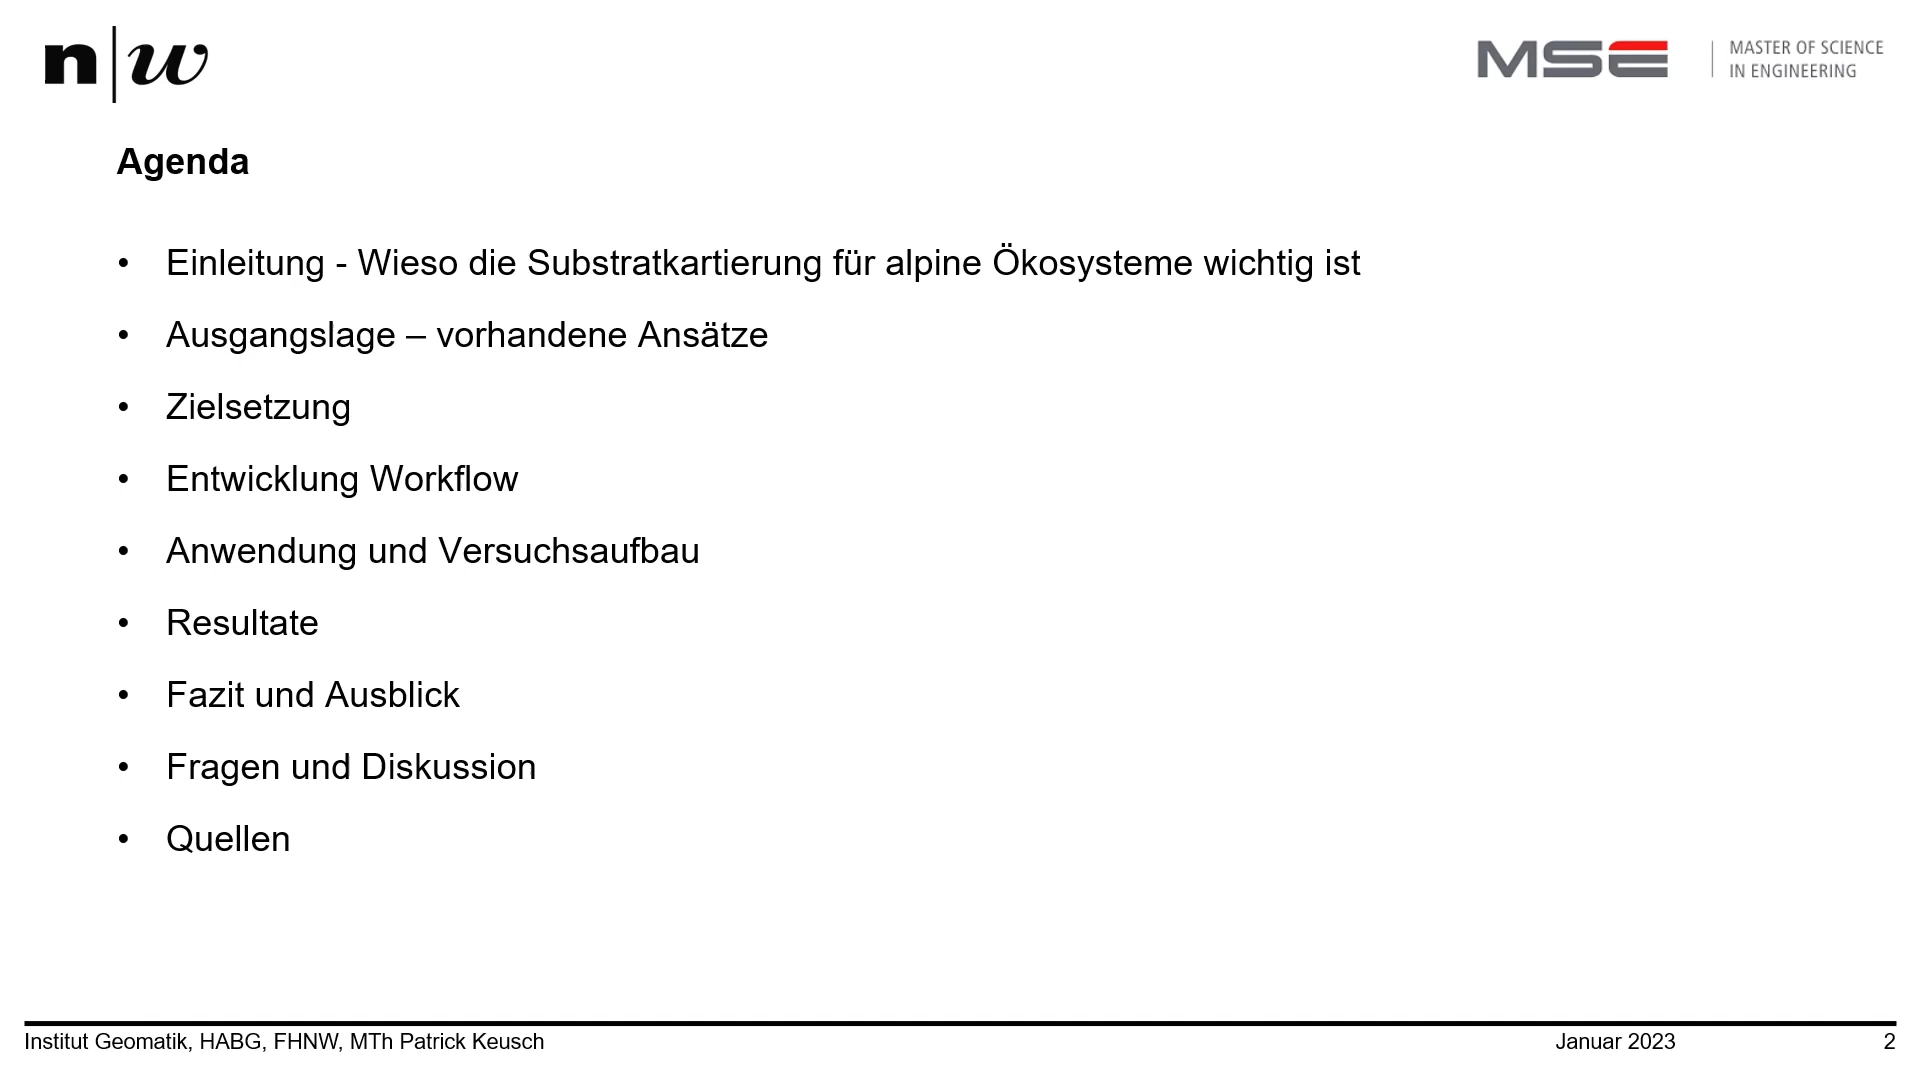 n|w
MSE
MASTER OF SCIENCE
IN ENGINEERING
Agenda
• Einleitung - Wieso die Substratkartierung für alpine Ökosysteme wichtig ist
• Ausgangslage – vorhandene Ansätze
• Zielsetzung
• Entwicklung Workflow
• Anwendung und Versuchsaufbau
• Resultate
• Fazit und Ausblick
• Fragen und Diskussion
• Quellen
Institut Geomatik, HABG, FHNW, MTh Patrick Keusch
Januar 2023
2